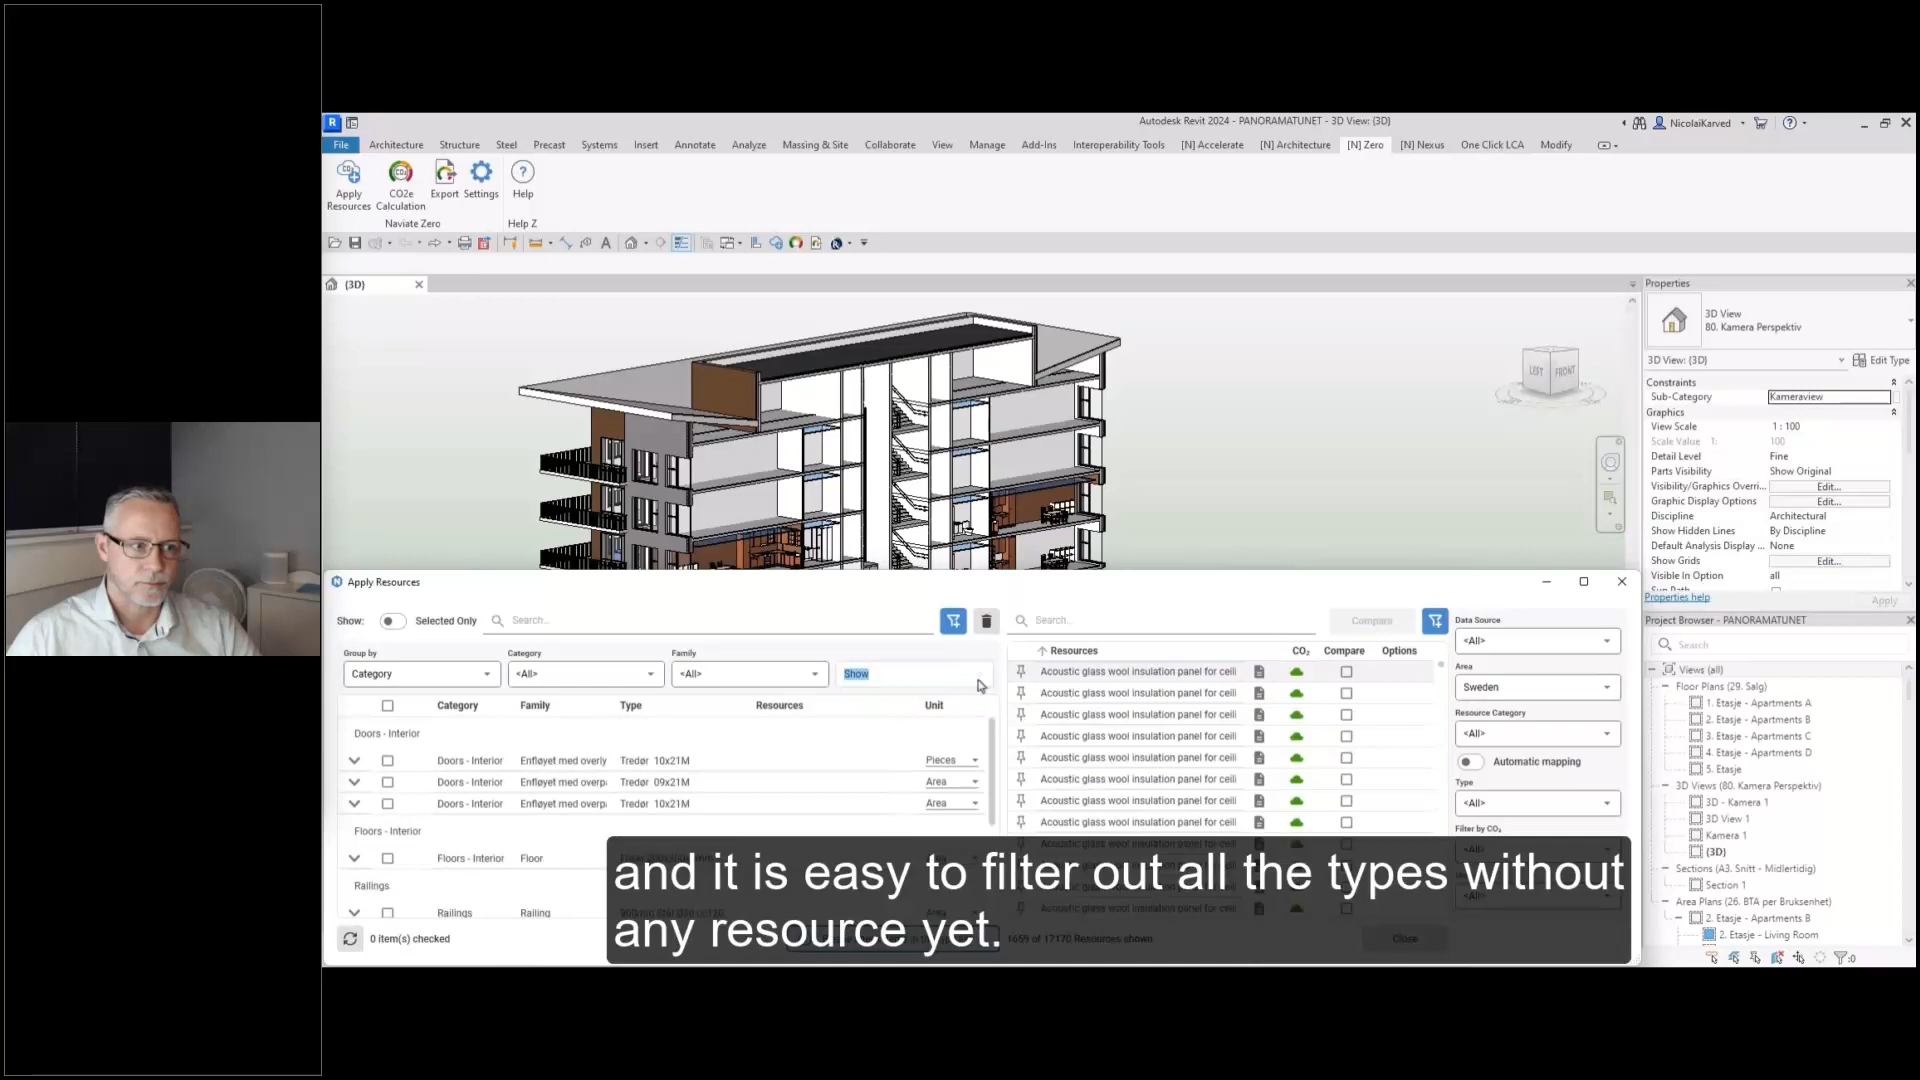 Autodesk Revit 2024 - PANORAMATUNET - 3D View: {3D}
NicolaiKarved
File Architecture Structure Steel Precast Systems Insert Annotate Analyze Massing & Site Collaborate View Manage Add-Ins Interoperability Tools [N] Accelerate [N] Architecture [N] Zero [N] Nexus One Click LCA Modify
Apply Resources
CO2e Calculation
Export
Settings
Help
Naviate Zero
Help Z
{3D}
LEFT
FRONT
Properties
3D View
80. Kamera Perspektiv
3D View: {3D}
Edit Type
Constraints
Sub-Category Kameraview
Graphics
View Scale 1 : 100
Scale Value 1: 100
Detail Level Fine
Parts Visibility Show Original
Visibility/Graphics Overri... Edit...
Graphic Display Options Edit...
Discipline Architectural
Show Hidden Lines By Discipline
Default Analysis Display ... None
Show Grids Edit...
Visible In Option all
Sun Path
Properties help
Apply
Apply Resources
Show: Selected Only Search...
Group by
Category
Category
<All>
Family
<All>
Show
Category Family Type Resources Unit
Doors - Interior
Doors - Interior Enfløyet med overly Tredør 10x21M Pieces
Doors - Interior Enfløyet med overp Tredør 09x21M Area
Doors - Interior Enfløyet med overp Tredør 10x21M Area
Floors - Interior
Floors - Interior Floor
Railings
Railings Railing
0 item(s) checked
Search... Compare
Resources CO₂ Compare Options
Acoustic glass wool insulation panel for ceili
Acoustic glass wool insulation panel for ceili
Acoustic glass wool insulation panel for ceili
Acoustic glass wool insulation panel for ceili
Acoustic glass wool insulation panel for ceili
Acoustic glass wool insulation panel for ceili
Acoustic glass wool insulation panel for ceili
Acoustic glass wool insulation panel for ceili
1659 of 17170 Resources shown
Close
Data Source
<All>
Area
Sweden
Resource Category
<All>
Automatic mapping
Type
<All>
Filter by CO₂
<All>
<All>
and it is easy to filter out all the types without
any resource yet.
Project Browser - PANORAMATUNET
Search
Views (all)
Floor Plans (29. Salg)
1. Etasje - Apartments A
2. Etasje - Apartments B
3. Etasje - Apartments C
4. Etasje - Apartments D
5. Etasje
3D Views (80. Kamera Perspektiv)
3D - Kamera 1
3D View 1
Kamera 1
{3D}
Sections (A3. Snitt - Midlertidig)
Section 1
Area Plans (26. BTA per Bruksenhet)
2. Etasje - Apartments B
2. Etasje - Living Room
:0